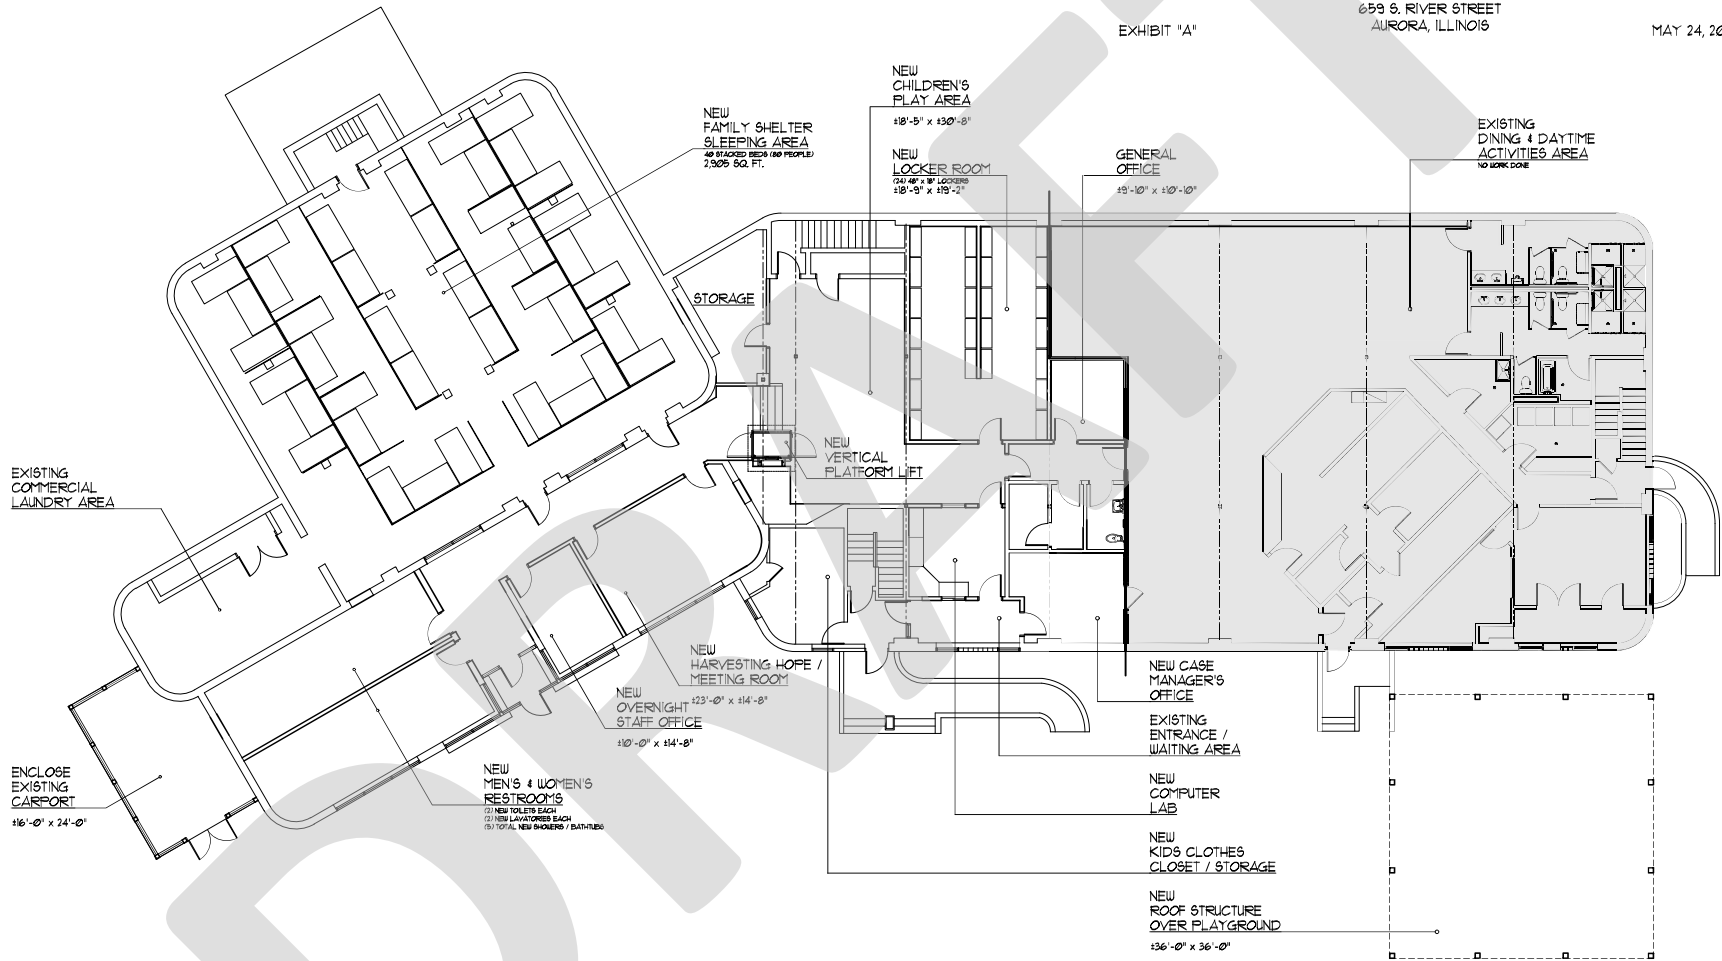 659 S. RIVER STREET
AURORA, ILLINOIS
EXHIBIT "A"
MAY 24, 20
NEW
CHILDREN'S
PLAY AREA
±18'-5" x ±30'-8"
NEW
FAMILY SHELTER
SLEEPING AREA
40 STACKED BEDS (80 PEOPLE)
2,905 SQ. FT.
NEW
LOCKER ROOM
(24) 48" x 18" LOCKERS
±18'-9" x ±19'-2"
GENERAL
OFFICE
±9'-10" x ±10'-10"
EXISTING
DINING & DAYTIME
ACTIVITIES AREA
NO WORK DONE
STORAGE
NEW
VERTICAL
PLATFORM LIFT
EXISTING
COMMERCIAL
LAUNDRY AREA
NEW
HARVESTING HOPE /
MEETING ROOM
±23'-0" x ±14'-8"
NEW
OVERNIGHT
STAFF OFFICE
±10'-0" x ±14'-8"
NEW CASE
MANAGER'S
OFFICE
EXISTING
ENTRANCE /
WAITING AREA
ENCLOSE
EXISTING
CARPORT
±16'-0" x 24'-0"
NEW
MEN'S & WOMEN'S
RESTROOMS
(2) NEW TOILETS EACH
(2) NEW LAVATORIES EACH
(5) TOTAL NEW SHOWERS / BATHTUBS
NEW
COMPUTER
LAB
NEW
KIDS CLOTHES
CLOSET / STORAGE
NEW
ROOF STRUCTURE
OVER PLAYGROUND
±36'-0" x 36'-0"
DRAFT